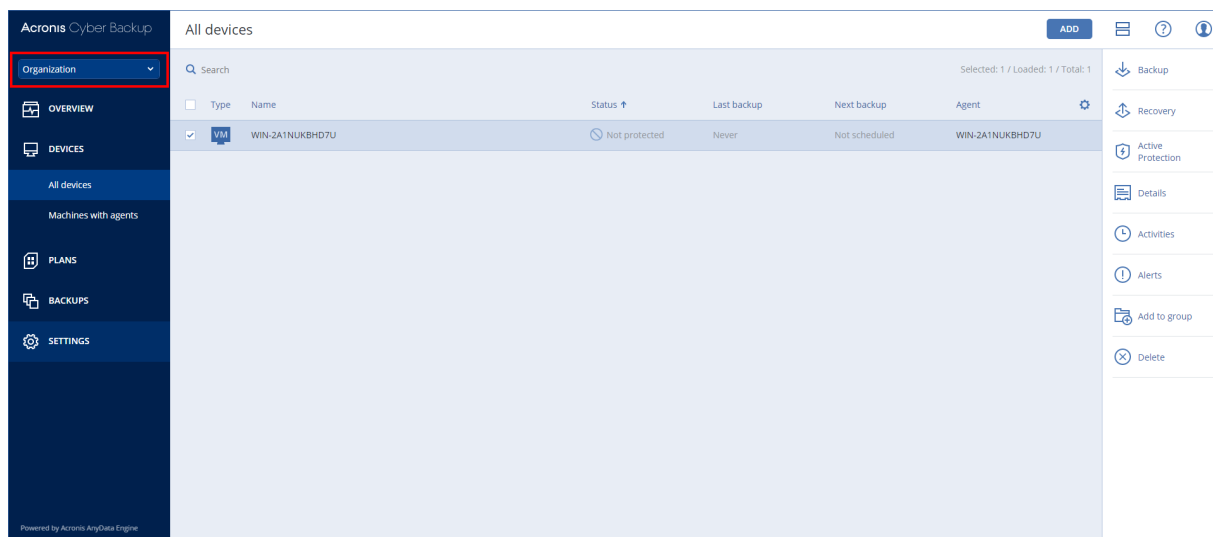 Acronis Cyber Backup
All devices
ADD
Organization
Search
Selected: 1 / Loaded: 1 / Total: 1
Backup
OVERVIEW
Type Name Status ↑ Last backup Next backup Agent
Recovery
VM WIN-2A1NUKBHD7U Not protected Never Not scheduled WIN-2A1NUKBHD7U
DEVICES
Active
Protection
All devices
Details
Machines with agents
Activities
PLANS
Alerts
BACKUPS
Add to group
SETTINGS
Delete
Powered by Acronis AnyData Engine